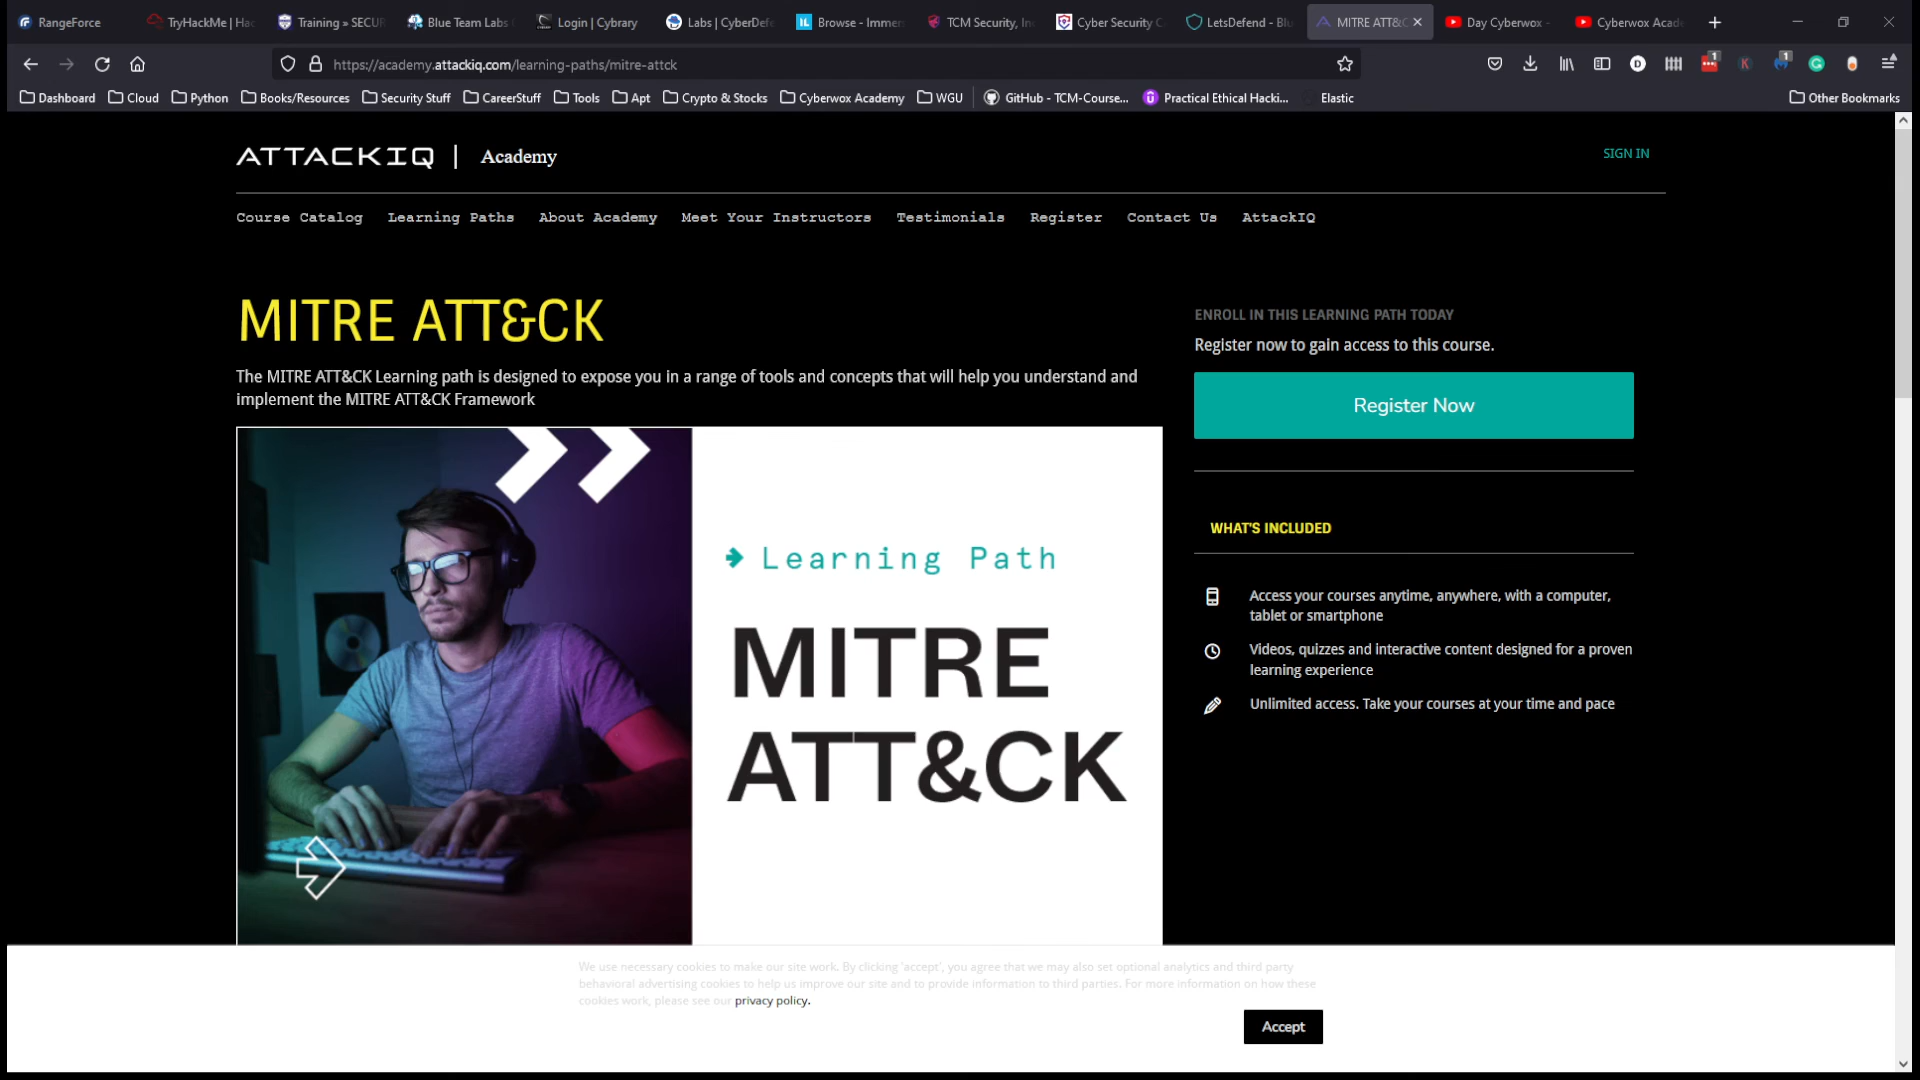 RangeForce
TryHackMe | Hac
Training » SECUR
Blue Team Labs
Login | Cybrary
Labs | CyberDefe
Browse - Immers
TCM Security, In
Cyber Security C
LetsDefend - Blu
MITRE ATT&C
Day Cyberwox -
Cyberwox Acad
https://academy.attackiq.com/learning-paths/mitre-attck
Dashboard
Cloud
Python
Books/Resources
Security Stuff
CareerStuff
Tools
Apt
Crypto & Stocks
Cyberwox Academy
WGU
GitHub - TCM-Course...
Practical Ethical Hacki...
Elastic
Other Bookmarks
ATTACKIQ | Academy
SIGN IN
Course Catalog
Learning Paths
About Academy
Meet Your Instructors
Testimonials
Register
Contact Us
AttackIQ
MITRE ATT&CK
The MITRE ATT&CK Learning path is designed to expose you in a range of tools and concepts that will help you understand and
implement the MITRE ATT&CK Framework
Learning Path
MITRE
ATT&CK
ENROLL IN THIS LEARNING PATH TODAY
Register now to gain access to this course.
Register Now
WHAT'S INCLUDED
Access your courses anytime, anywhere, with a computer,
tablet or smartphone
Videos, quizzes and interactive content designed for a proven
learning experience
Unlimited access. Take your courses at your time and pace
We use necessary cookies to make our site work. By clicking 'accept', you agree that we may also set optional analytics and third party
behavioral advertising cookies to help us improve our site and to provide information to third parties. For more information on how these
cookies work, please see our privacy policy.
Accept